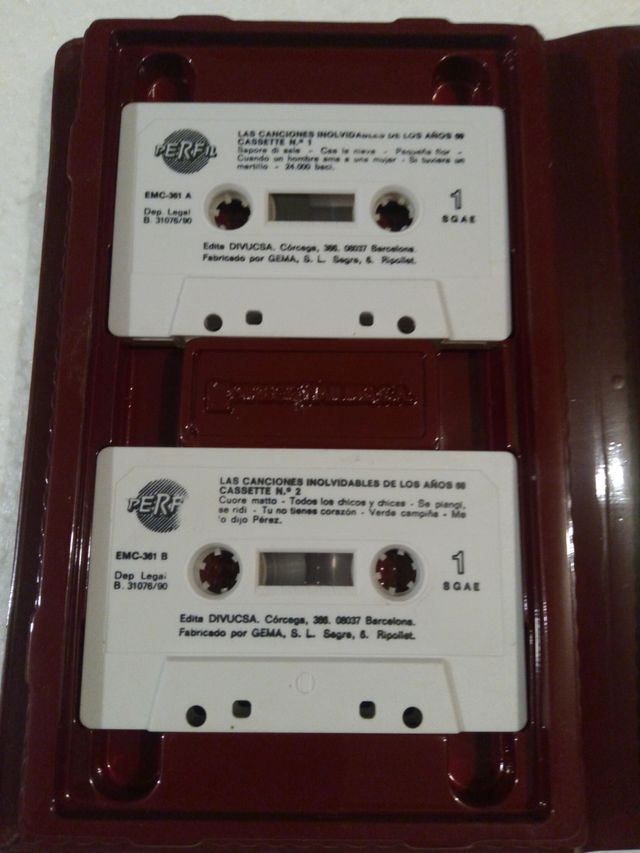 LAS CANCIONES INOLVIDABLES DE LOS AÑOS 60
CASSETTE N.º 1
Sapore di sale - Cae la nieve - Pequeña flor -
Cuando un hombre ama a una mujer - Si tuviera un
martillo - 24.000 baci.
PERFIL
EMC-361 A
Dep. Legal
B. 31076/90
1
SGAE
Edita DIVUCSA. Córcega, 366. 08037 Barcelona.
Fabricado por GEMA, S. L. Segre, 5. Ripollet.
LAS CANCIONES INOLVIDABLES DE LOS AÑOS 60
CASSETTE N.º 2
Cuore matto - Todos los chicos y chicas - Se piangi,
se ridi - Tu no tienes corazón - Verde campiña - Me
lo dijo Pérez.
PERF
EMC-361 B
Dep Legal
B. 31076/90
1
SGAE
Edita DIVUCSA. Córcega, 366. 08037 Barcelona.
Fabricado por GEMA, S. L. Segre, 5. Ripollet.